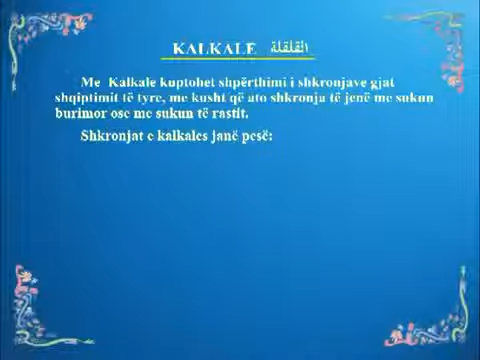 KALKALE القلقلة
Me Kalkale kuptohet shpërthimi i shkronjave gjat
shqiptimit të tyre, me kusht që ato shkronja të jenë me sukun
burimor ose me sukun të rastit.
Shkronjat e kalkales janë pesë: